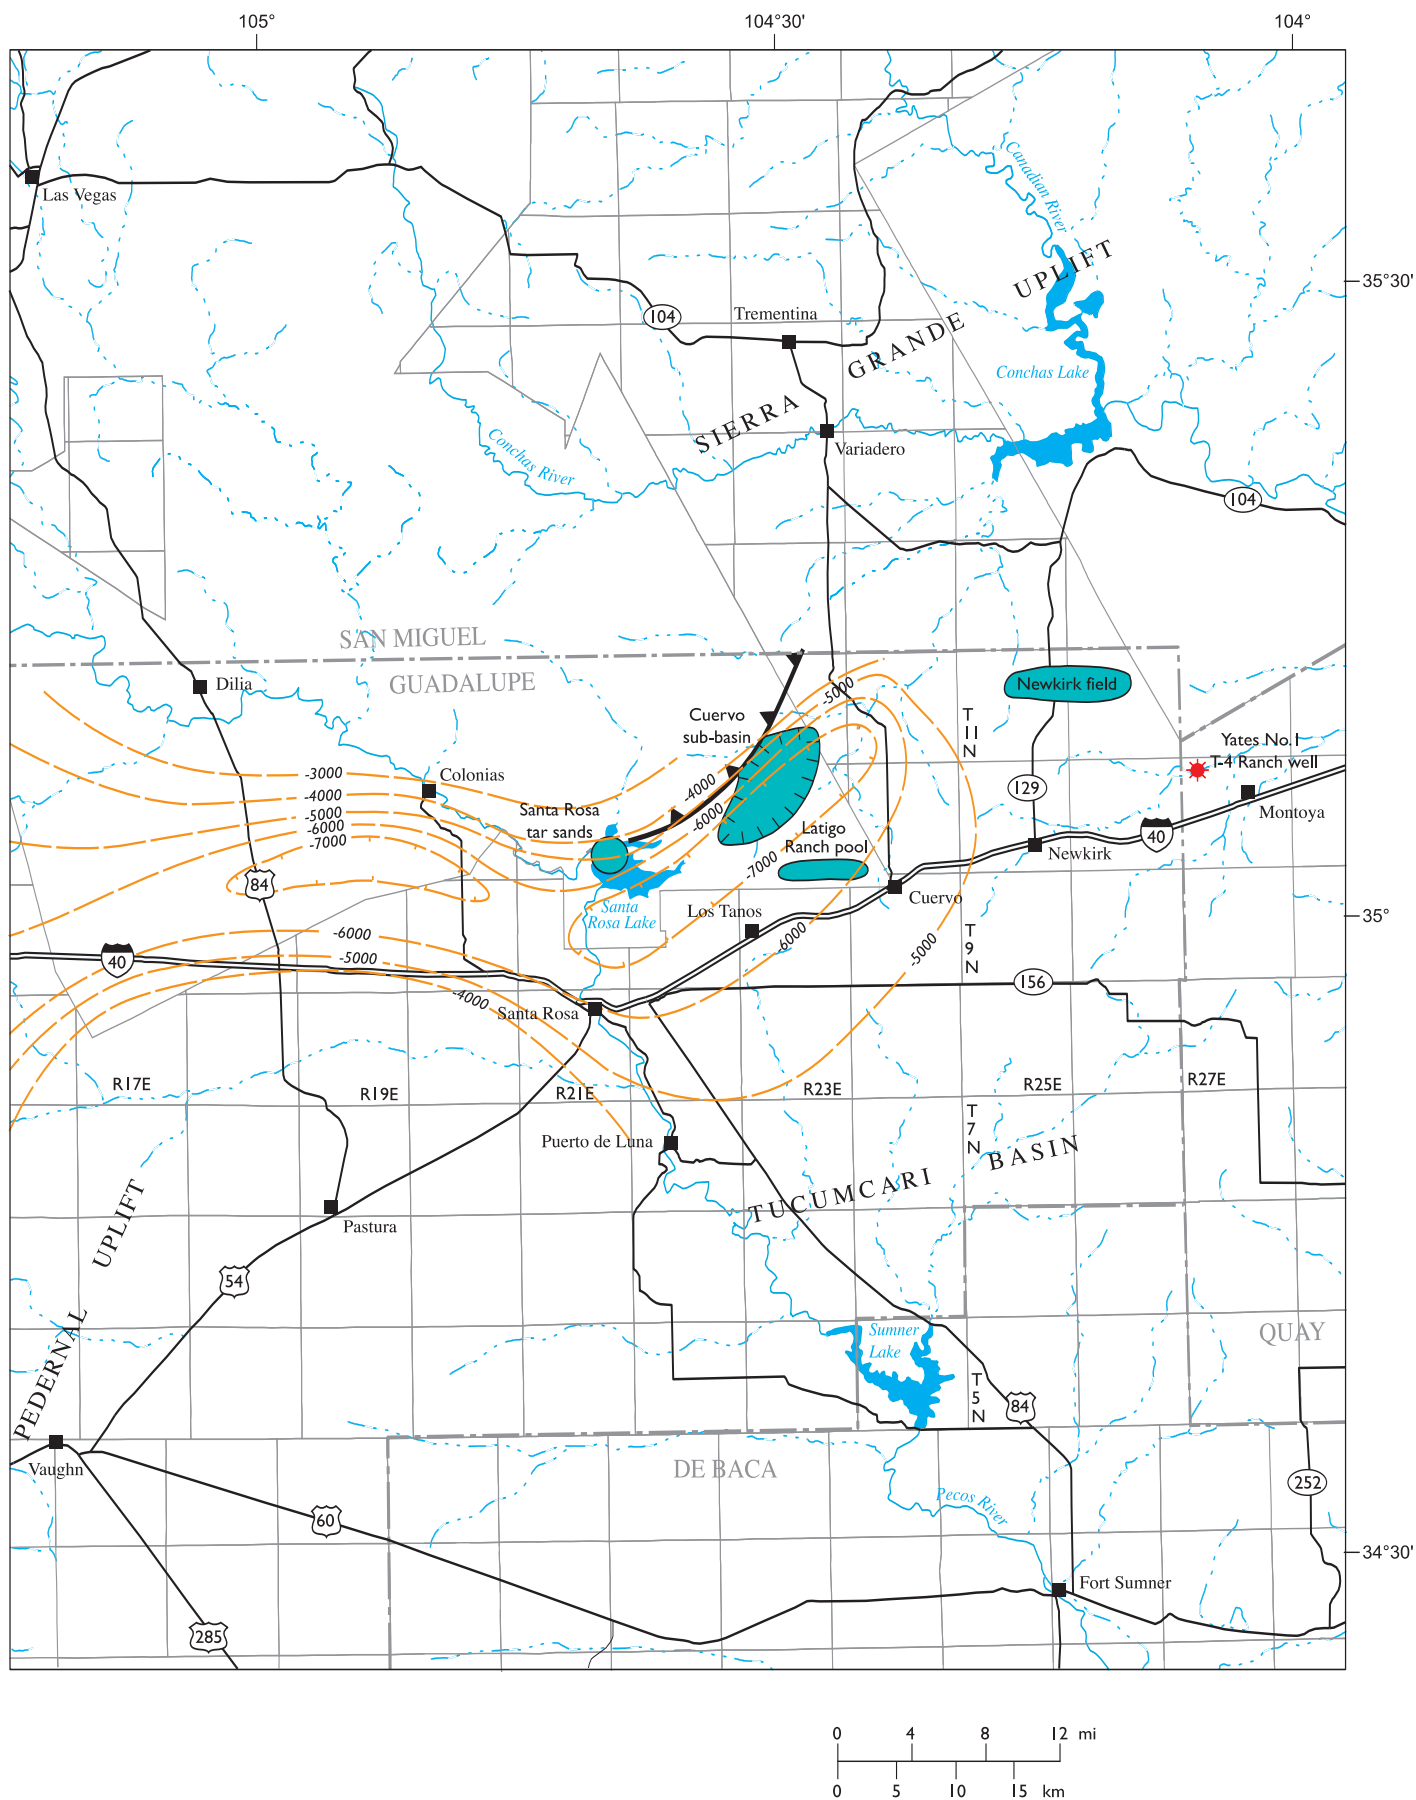 105°
104°30'
104°
Las Vegas
Canadian River
UPLIFT
35°30'
104
Trementina
GRANDE
Conchas Lake
SIERRA
Conchas River
Variadero
104
SAN MIGUEL
GUADALUPE
Dilia
Newkirk field
-5000
Cuervo
sub-basin
T
11
N
Yates No.1
T-4 Ranch well
-3000
Colonias
-4000
-4000
129
-5000
Santa Rosa
tar sands
-6000
Montoya
-6000
Latigo
Ranch pool
40
-7000
Newkirk
-7000
84
Cuervo
Santa
Rosa Lake
Los Tanos
35°
-6000
-6000
T
9
N
-5000
40
-5000
156
-4000
Santa Rosa
R17E
R19E
R21E
R23E
R25E
R27E
T
7
N
Puerto de Luna
BASIN
TUCUMCARI
UPLIFT
Pastura
54
PEDERNAL
Sumner
Lake
QUAY
T
5
N
84
Vaughn
DE BACA
252
Pecos River
60
34°30'
Fort Sumner
285
0 4 8 12 mi
0 5 10 15 km